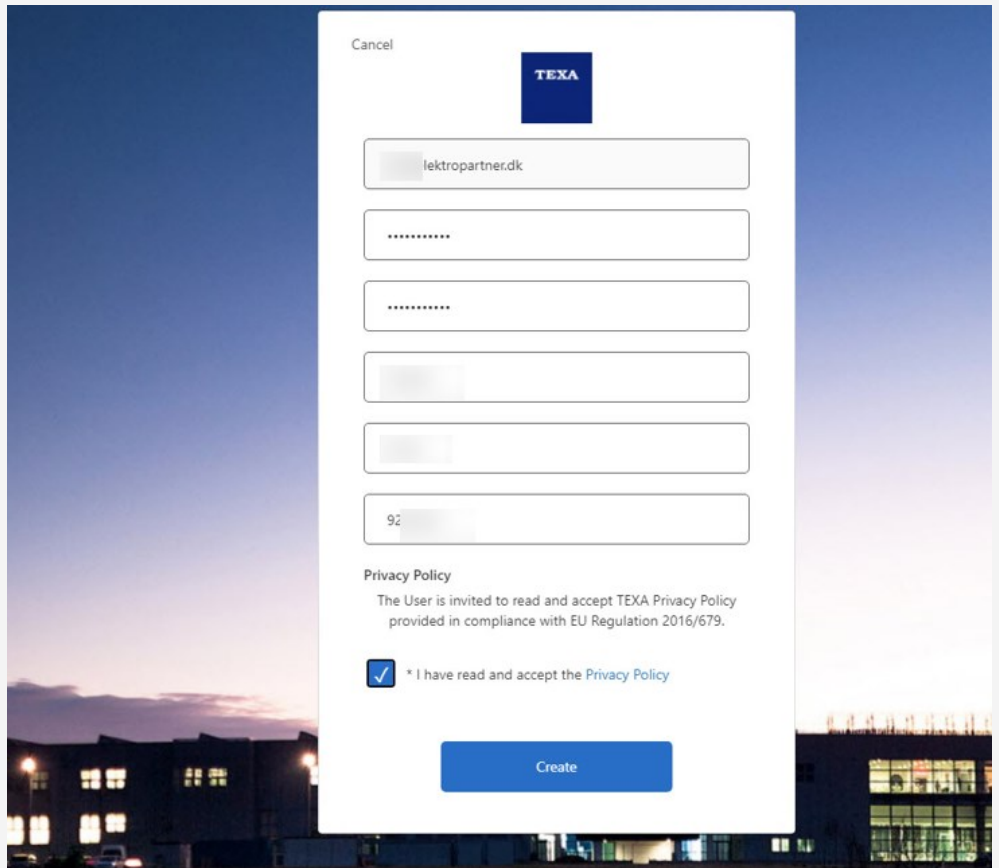 Cancel
TEXA
lektropartner.dk
•••••••••••
•••••••••••
92
Privacy Policy
The User is invited to read and accept TEXA Privacy Policy
provided in compliance with EU Regulation 2016/679.
* I have read and accept the Privacy Policy
Create